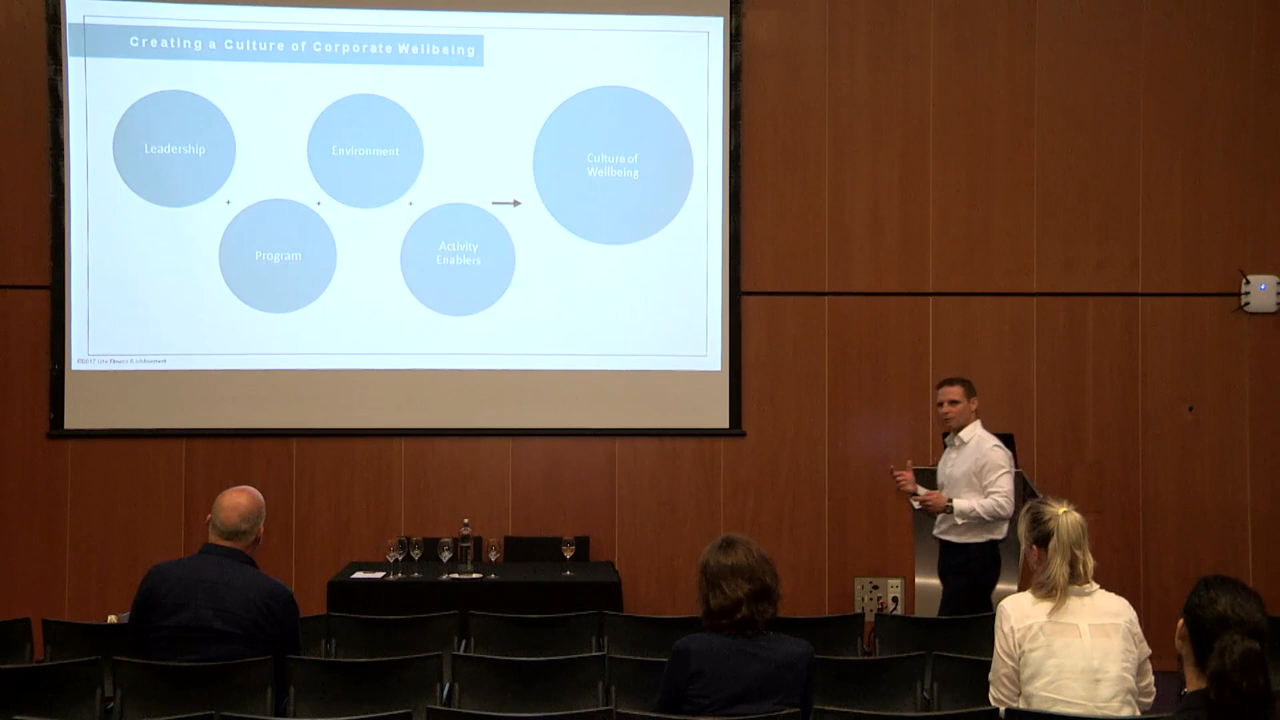 Creating a Culture of Corporate Wellbeing
Leadership
Environment
Culture of
Wellbeing
+ + +
Program
Activity
Enablers